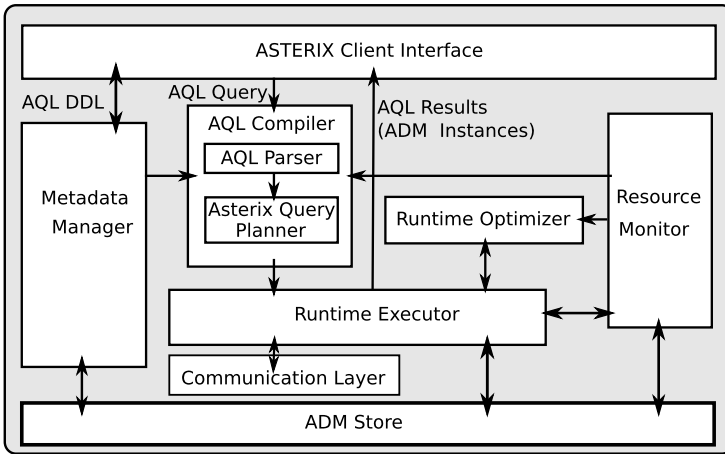 ASTERIX Client Interface
AQL DDL
AQL Query
AQL Results
(ADM Instances)
AQL Compiler
AQL Parser
Asterix Query
Planner
Metadata
Manager
Runtime Optimizer
Resource
Monitor
Runtime Executor
Communication Layer
ADM Store